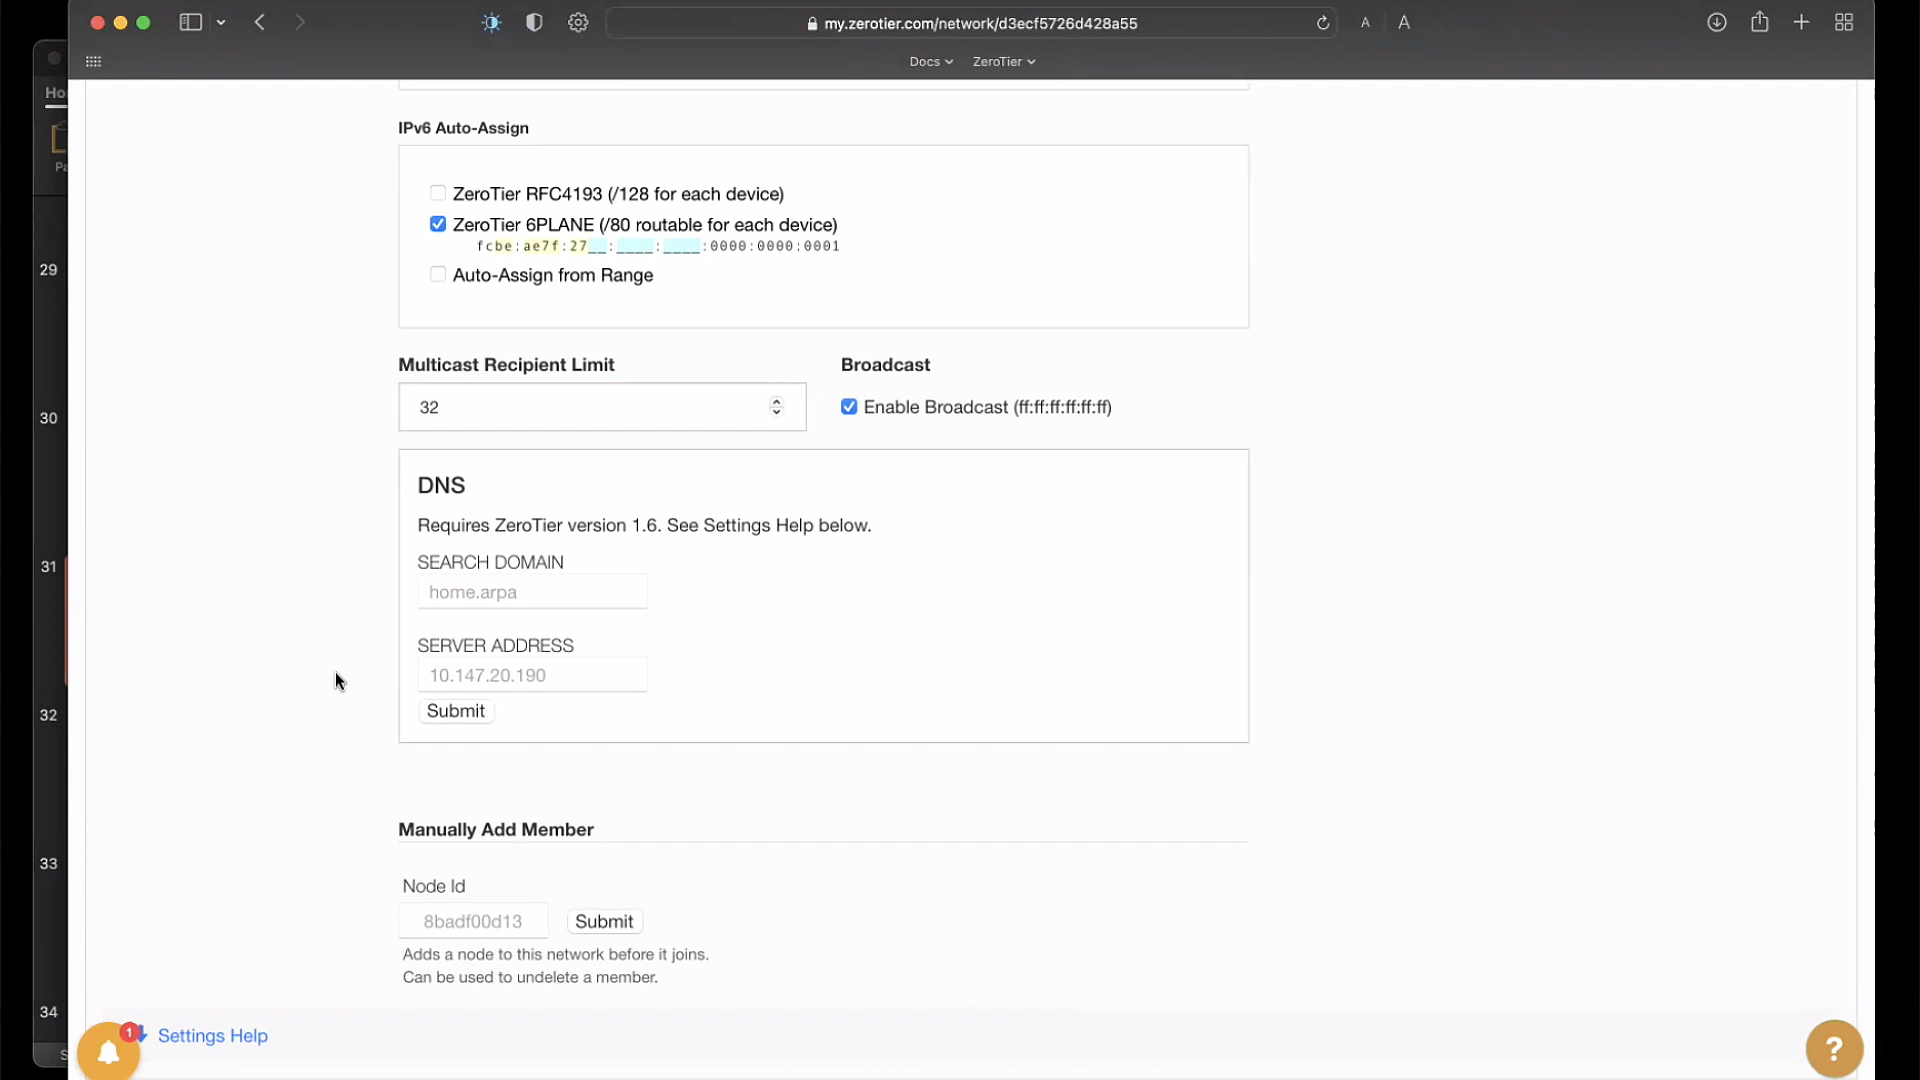 my.zerotier.com/network/d3ecf5726d428a55
A
A
Docs
ZeroTier
Ho
Pa
29
30
31
32
33
34
S
IPv6 Auto-Assign
ZeroTier RFC4193 (/128 for each device)
ZeroTier 6PLANE (/80 routable for each device)
fcbe:ae7f:27__:____:____:0000:0000:0001
Auto-Assign from Range
Multicast Recipient Limit
Broadcast
32
Enable Broadcast (ff:ff:ff:ff:ff:ff)
DNS
Requires ZeroTier version 1.6. See Settings Help below.
SEARCH DOMAIN
home.arpa
SERVER ADDRESS
10.147.20.190
Submit
Manually Add Member
Node Id
8badf00d13
Submit
Adds a node to this network before it joins.
Can be used to undelete a member.
1
Settings Help
?